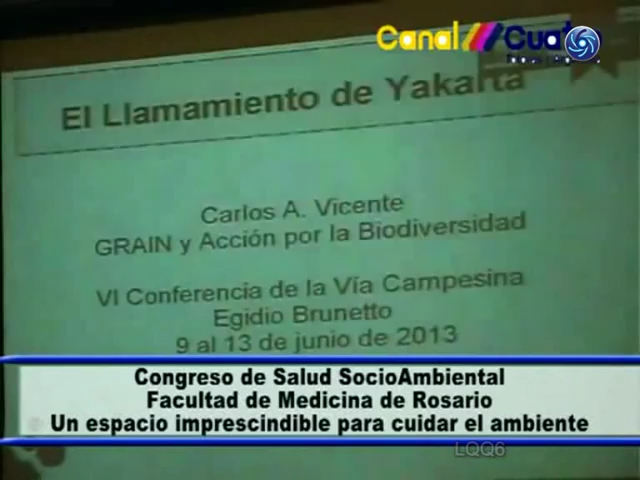 Canal Cuat
El Llamamiento de Yakarta
Carlos A. Vicente
GRAIN y Acción por la Biodiversidad
VI Conferencia de la Vía Campesina
Egidio Brunetto
9 al 13 de junio de 2013
Congreso de Salud SocioAmbiental
Facultad de Medicina de Rosario
Un espacio imprescindible para cuidar el ambiente
LQQ6